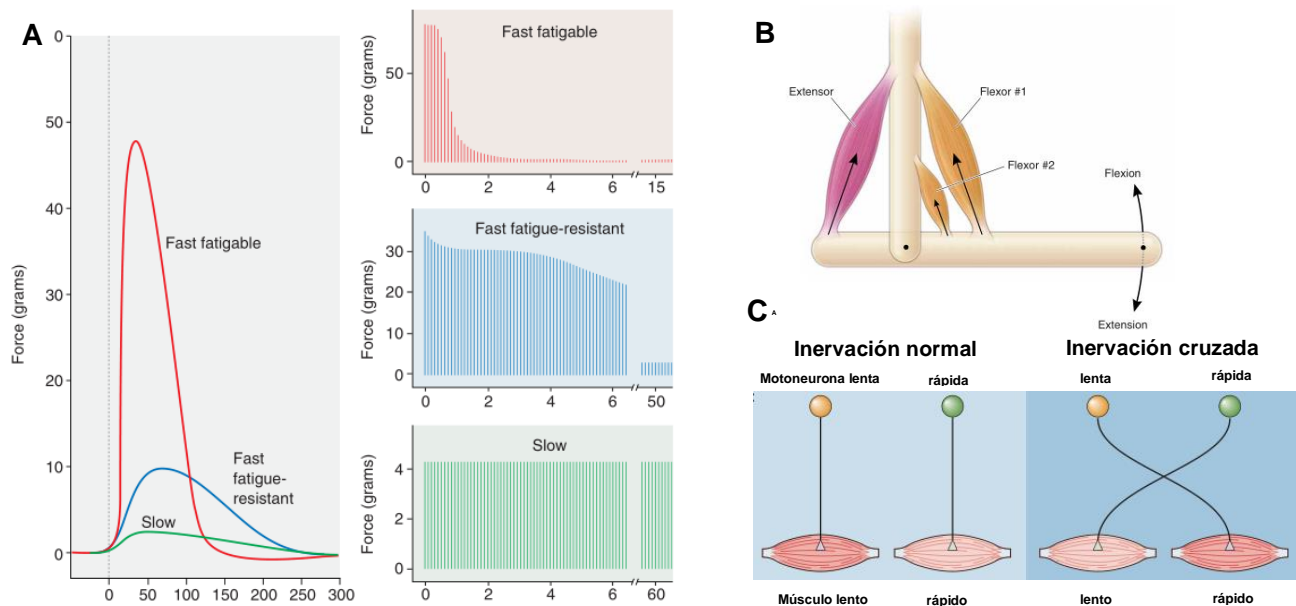 A
Force (grams)
0
50
40
30
20
10
0
Fast fatigable
Fast
fatigue-
resistant
Slow
0 50 100 150 200 250 300
Fast fatigable
Force (grams)
50
0
0 2 4 6 15
Fast fatigue-resistant
Force (grams)
30
20
10
0
0 2 4 6 50
Slow
Force (grams)
4
2
0
0 2 4 6 60
B
Extensor
Flexor #1
Flexor #2
Flexion
Extension
C A
Inervación normal
Inervación cruzada
Motoneurona lenta
rápida
lenta
rápida
Músculo lento
rápido
lento
rápido